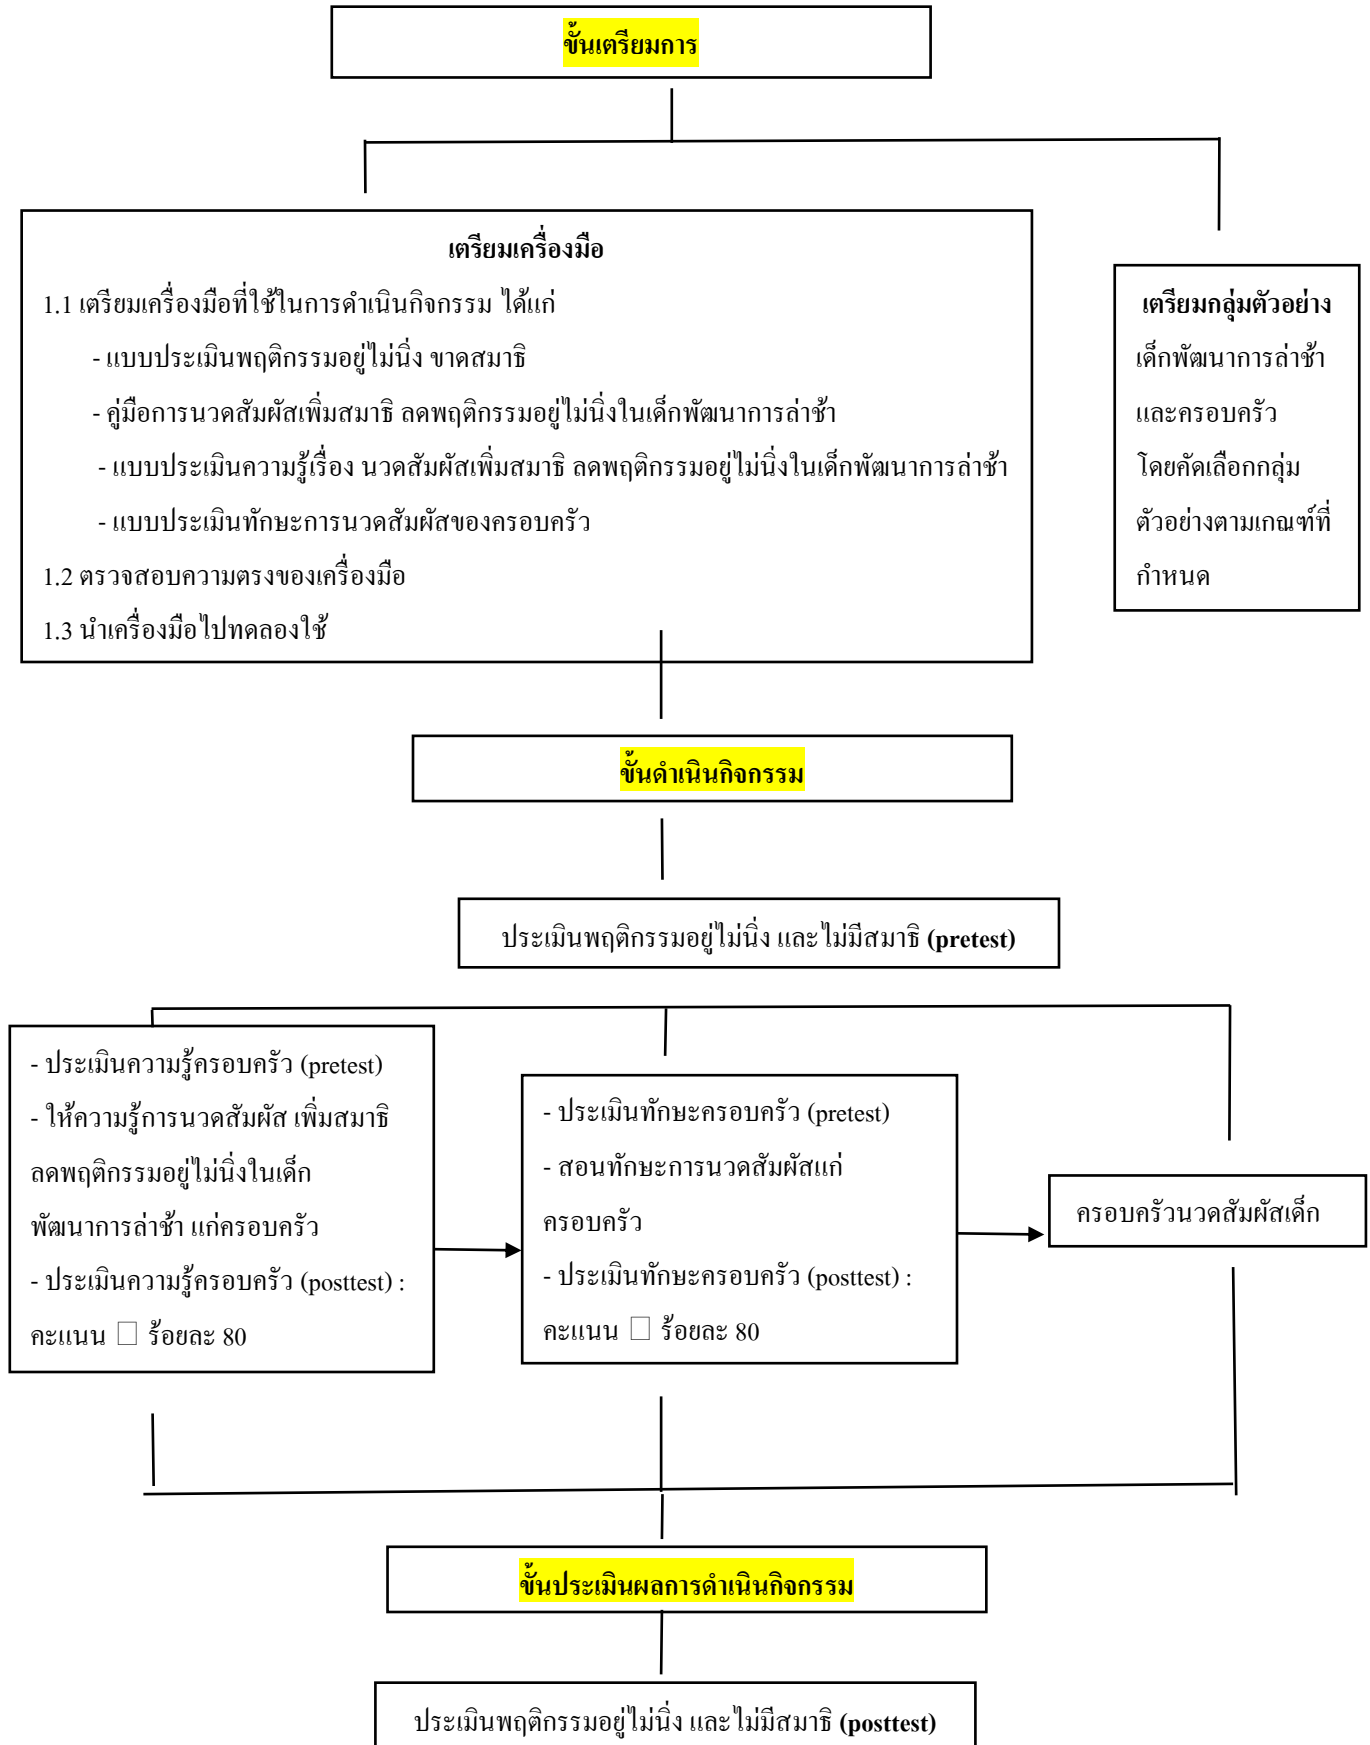 ขั้นเตรียมการ
เตรียมเครื่องมือ
1.1 เตรียมเครื่องมือที่ใช้ในการดำเนินกิจกรรม ได้แก่
- แบบประเมินพฤติกรรมอยู่ไม่นิ่ง ขาดสมาธิ
- คู่มือการนวดสัมผัสเพิ่มสมาธิ ลดพฤติกรรมอยู่ไม่นิ่งในเด็กพัฒนาการล่าช้า
- แบบประเมินความรู้เรื่อง นวดสัมผัสเพิ่มสมาธิ ลดพฤติกรรมอยู่ไม่นิ่งในเด็กพัฒนาการล่าช้า
- แบบประเมินทักษะการนวดสัมผัสของครอบครัว
1.2 ตรวจสอบความตรงของเครื่องมือ
1.3 นำเครื่องมือไปทดลองใช้
เตรียมกลุ่มตัวอย่าง
เด็กพัฒนาการล่าช้า
และครอบครัว
โดยคัดเลือกกลุ่ม
ตัวอย่างตามเกณฑ์ที่
กำหนด
ขั้นดำเนินกิจกรรม
ประเมินพฤติกรรมอยู่ไม่นิ่ง และไม่มีสมาธิ (pretest)
- ประเมินความรู้ครอบครัว (pretest)
- ให้ความรู้การนวดสัมผัส เพิ่มสมาธิ
ลดพฤติกรรมอยู่ไม่นิ่งในเด็ก
พัฒนาการล่าช้า แก่ครอบครัว
- ประเมินความรู้ครอบครัว (posttest) :
คะแนน □ ร้อยละ 80
- ประเมินทักษะครอบครัว (pretest)
- สอนทักษะการนวดสัมผัสแก่
ครอบครัว
- ประเมินทักษะครอบครัว (posttest) :
คะแนน □ ร้อยละ 80
ครอบครัวนวดสัมผัสเด็ก
ขั้นประเมินผลการดำเนินกิจกรรม
ประเมินพฤติกรรมอยู่ไม่นิ่ง และไม่มีสมาธิ (posttest)